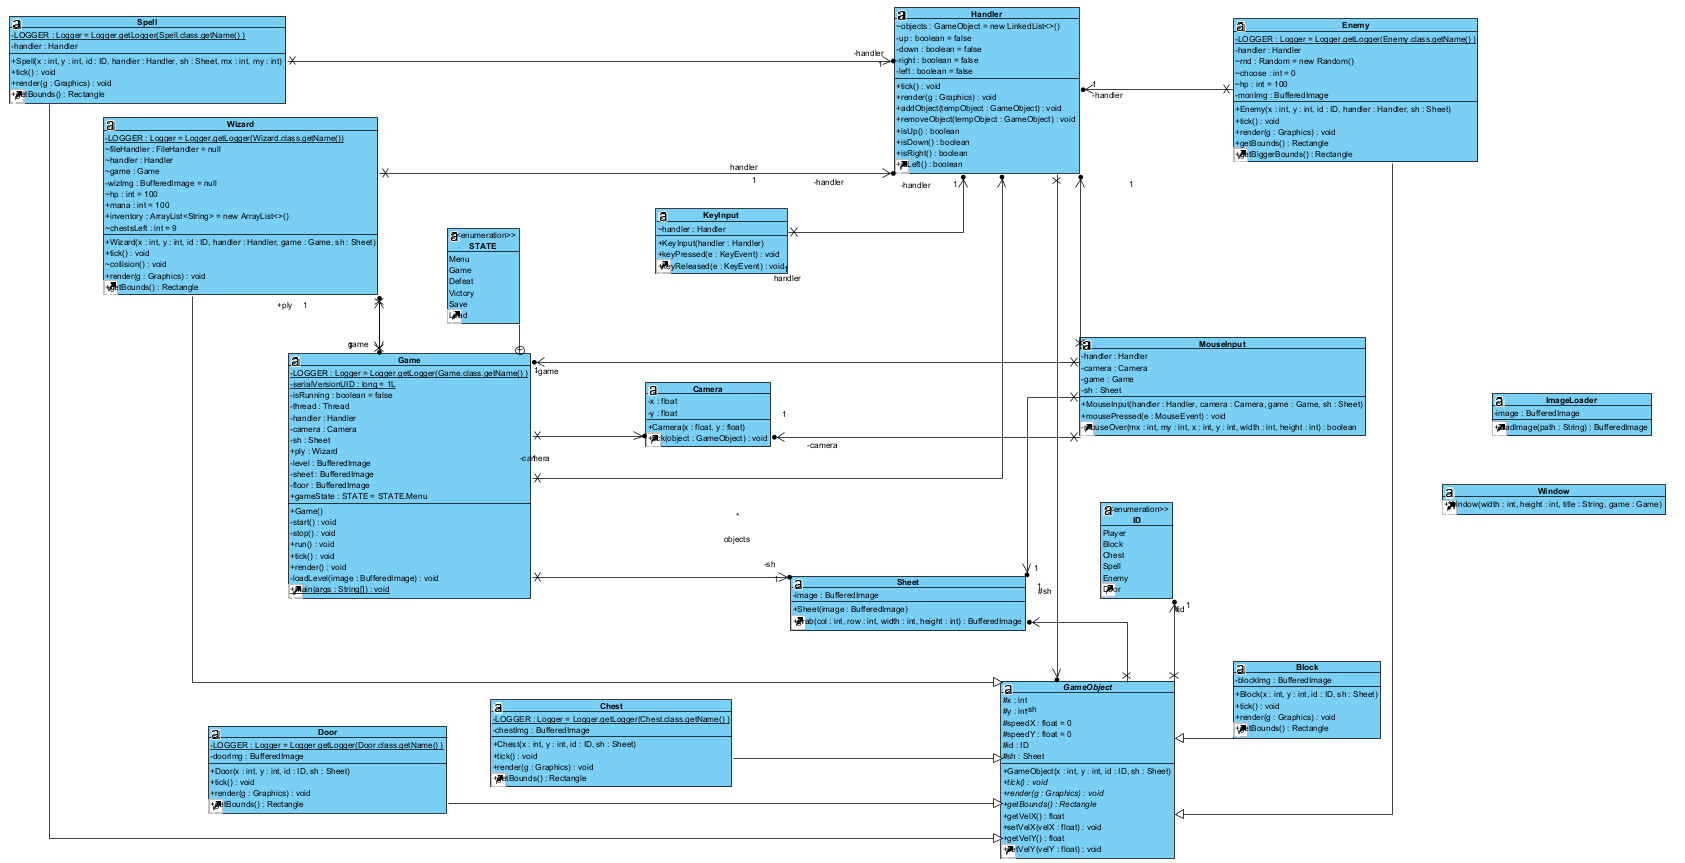 Spell
-LOGGER : Logger = Logger.getLogger(Spell.class.getName() )
-handler : Handler
+Spell(x : int, y : int, id : ID, handler : Handler, sh : Sheet, mx : int, my : int)
+tick() : void
+render(g : Graphics) : void
getBounds() : Rectangle
Handler
~objects : GameObject = new LinkedList<>()
-up : boolean = false
-down : boolean = false
-right : boolean = false
-left : boolean = false
+tick() : void
+render(g : Graphics) : void
+addObject(tempObject : GameObject) : void
+removeObject(tempObject : GameObject) : void
+isUp() : boolean
+isDown() : boolean
+isRight() : boolean
Left() : boolean
Enemy
-LOGGER : Logger = Logger.getLogger(Enemy.class.getName() )
-handler : Handler
~rnd : Random = new Random()
~choose : int = 0
~hp : int = 100
-monImg : BufferedImage
+Enemy(x : int, y : int, id : ID, handler : Handler, sh : Sheet)
+tick() : void
+render(g : Graphics) : void
+getBounds() : Rectangle
getBiggerBounds() : Rectangle
-handler
1
1
-handler
Wizard
-LOGGER : Logger = Logger.getLogger(Wizard.class.getName())
~fileHandler : FileHandler = null
~handler : Handler
~game : Game
-wizImg : BufferedImage = null
~hp : int = 100
+mana : int = 100
+inventory : ArrayList<String> = new ArrayList<>()
~chestsLeft : int = 9
+Wizard(x : int, y : int, id : ID, handler : Handler, game : Game, sh : Sheet)
+tick() : void
~collision() : void
+render(g : Graphics) : void
getBounds() : Rectangle
handler
1
-handler
-handler
1
1
KeyInput
~handler : Handler
+KeyInput(handler : Handler)
+keyPressed(e : KeyEvent) : void
keyReleased(e : KeyEvent) : void
1
handler
<<enumeration>>
STATE
Menu
Game
Defeat
Victory
Save
Load
+ply 1
game
Game
-LOGGER : Logger = Logger.getLogger(Game.class.getName() )
-serialVersionUID : long = 1L
-isRunning : boolean = false
-thread : Thread
-handler : Handler
-camera : Camera
-sh : Sheet
+ply : Wizard
-level : BufferedImage
-sheet : BufferedImage
-floor : BufferedImage
+gameState : STATE = STATE.Menu
+Game()
-start() : void
-stop() : void
+run() : void
+tick() : void
+render() : void
-loadLevel(image : BufferedImage) : void
main(args : String[]) : void
1
-game
Camera
-x : float
-y : float
+Camera(x : float, y : float)
tick(object : GameObject) : void
1
-camera
-camera
MouseInput
-handler : Handler
-camera : Camera
-game : Game
-sh : Sheet
+MouseInput(handler : Handler, camera : Camera, game : Game, sh : Sheet)
+mousePressed(e : MouseEvent) : void
mouseOver(mx : int, my : int, x : int, y : int, width : int, height : int) : boolean
ImageLoader
-image : BufferedImage
loadImage(path : String) : BufferedImage
Window
Window(width : int, height : int, title : String, game : Game)
*
objects
-sh
1
Sheet
-image : BufferedImage
+Sheet(image : BufferedImage)
grab(col : int, row : int, width : int, height : int) : BufferedImage
1
1
#sh
<<enumeration>>
ID
Player
Block
Chest
Spell
Enemy
Door
#id 1
GameObject
#x : int
#y : int
-sh
#speedX : float = 0
#speedY : float = 0
#id : ID
#sh : Sheet
+GameObject(x : int, y : int, id : ID, sh : Sheet)
+tick() : void
+render(g : Graphics) : void
+getBounds() : Rectangle
+getVelX() : float
+setVelX(velX : float) : void
+getVelY() : float
setVelY(velY : float) : void
Block
-blockImg : BufferedImage
+Block(x : int, y : int, id : ID, sh : Sheet)
+tick() : void
+render(g : Graphics) : void
getBounds() : Rectangle
Chest
-LOGGER : Logger = Logger.getLogger(Chest.class.getName() )
-chestImg : BufferedImage
+Chest(x : int, y : int, id : ID, sh : Sheet)
+tick() : void
+render(g : Graphics) : void
getBounds() : Rectangle
Door
-LOGGER : Logger = Logger.getLogger(Door.class.getName() )
-doorImg : BufferedImage
+Door(x : int, y : int, id : ID, sh : Sheet)
+tick() : void
+render(g : Graphics) : void
getBounds() : Rectangle